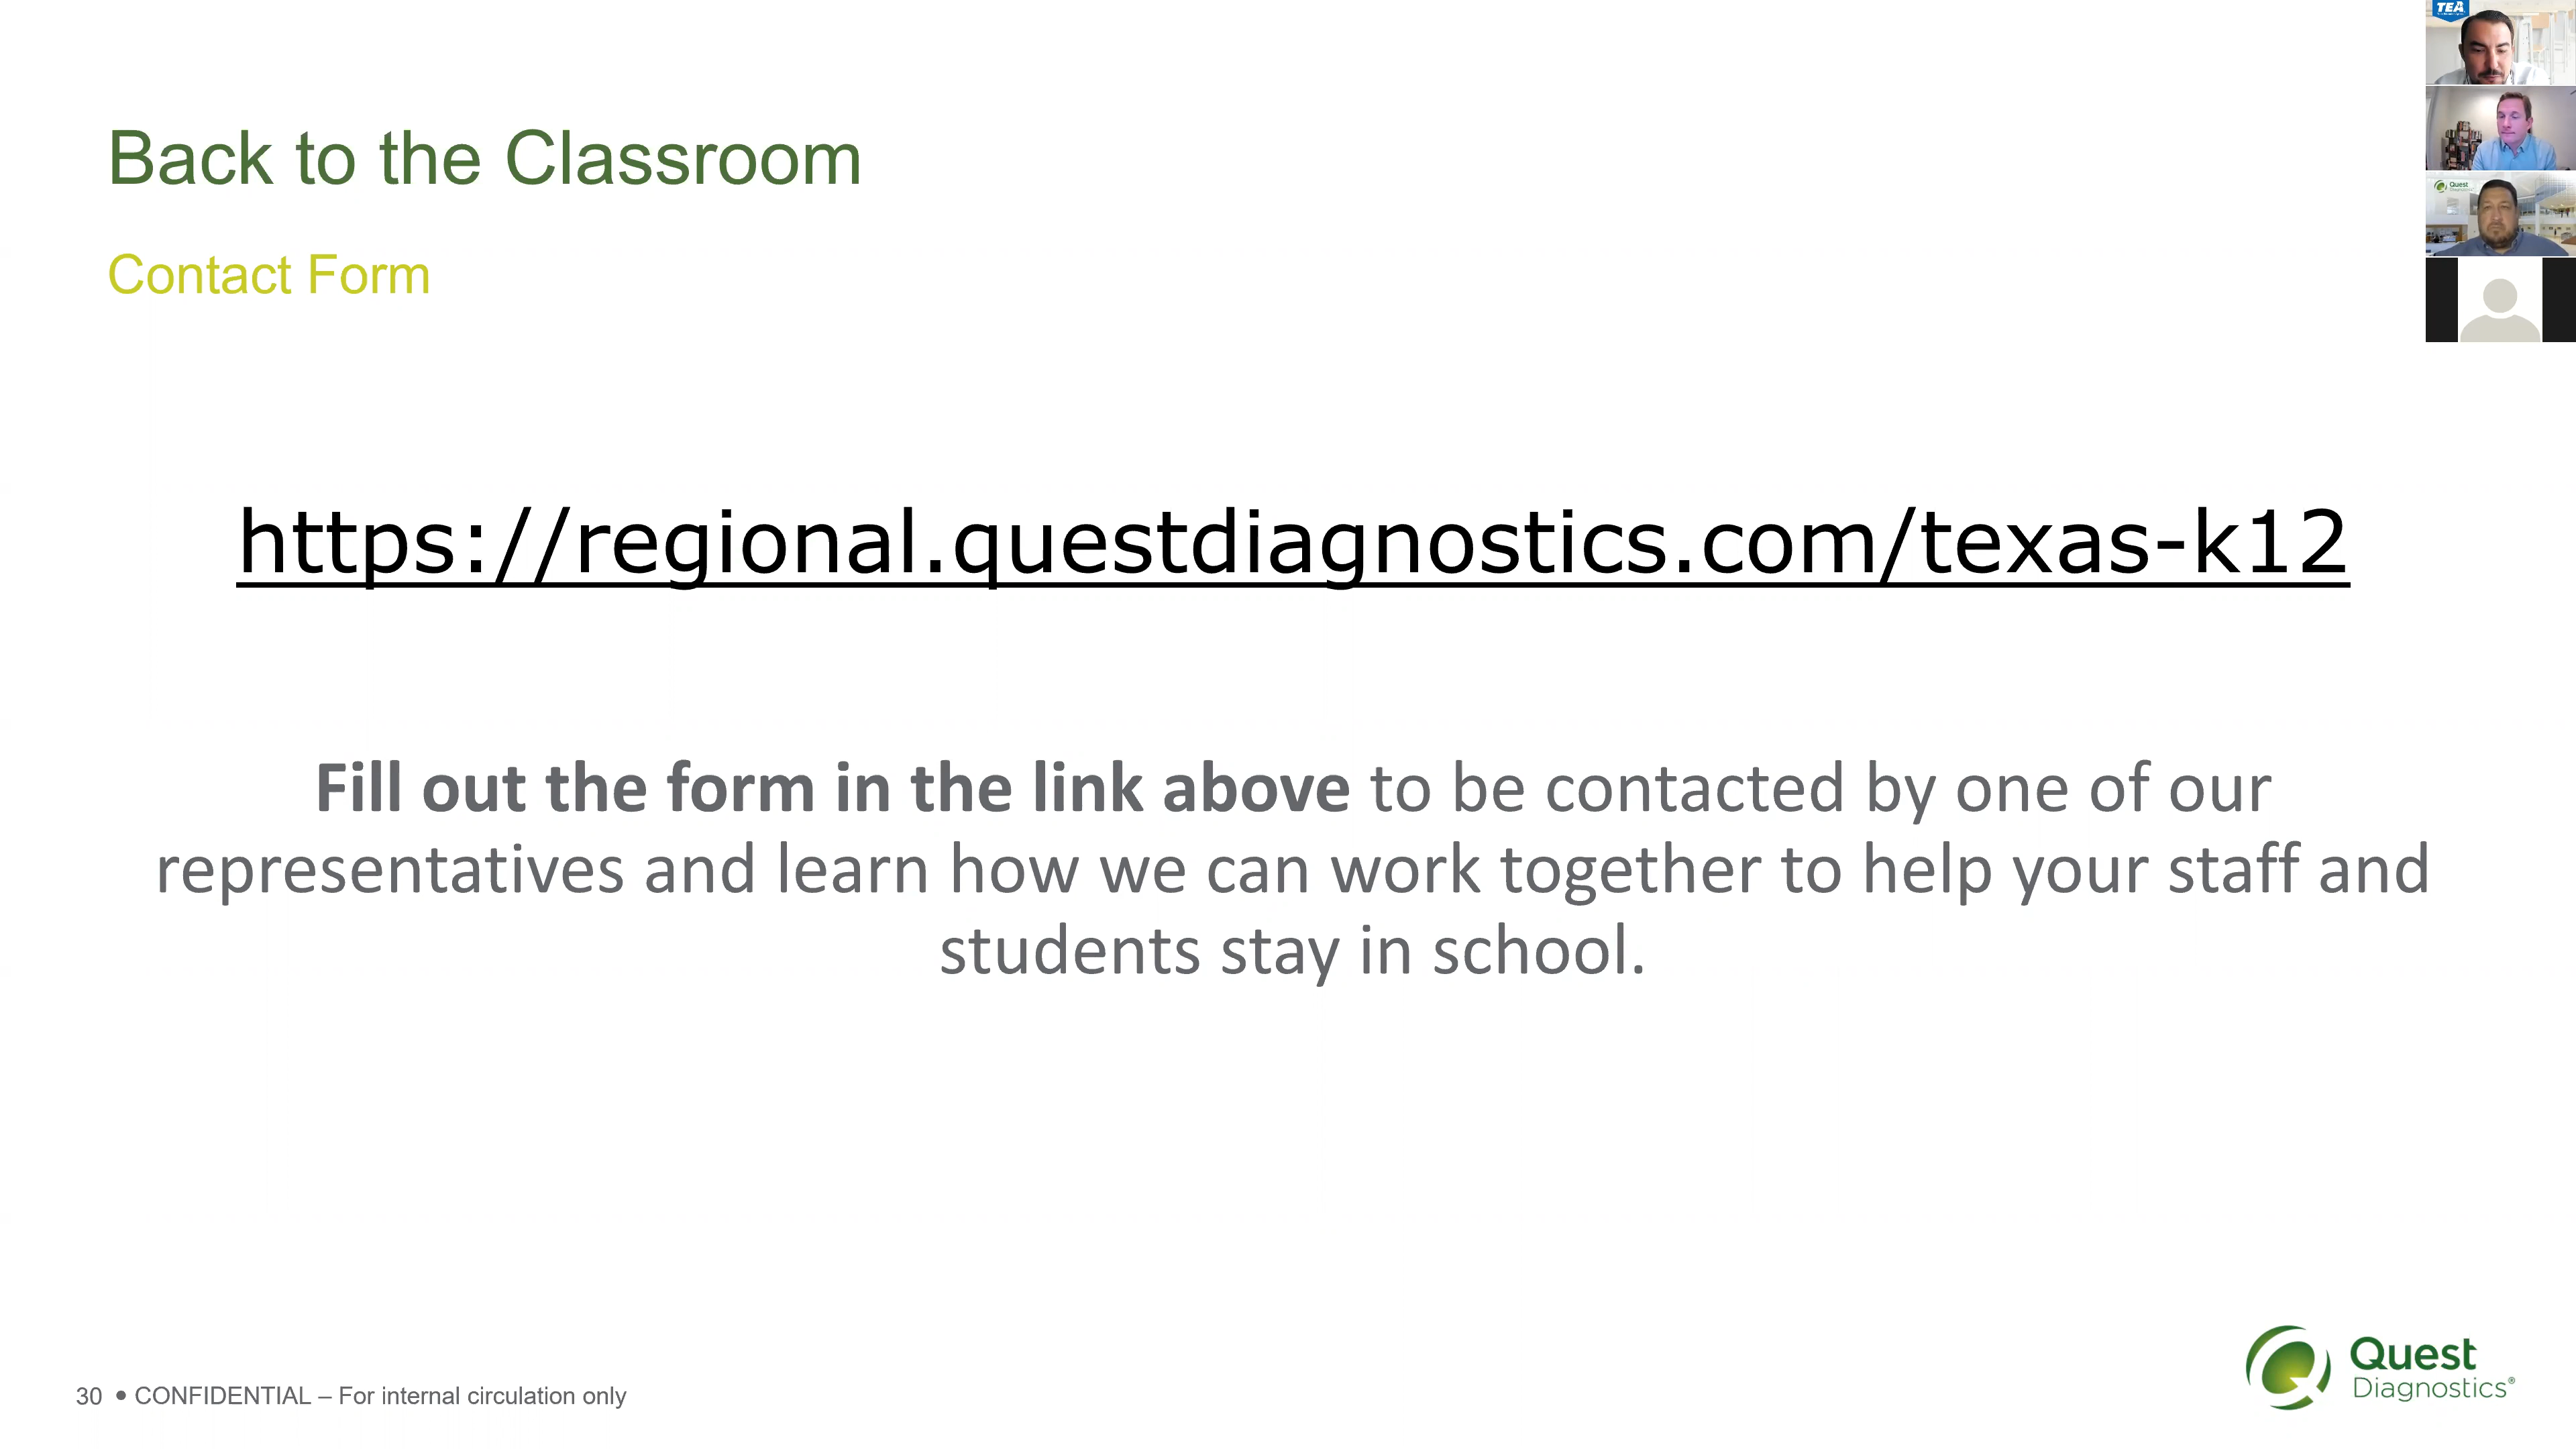 TEA
Back to the Classroom
Quest
Contact Form
https://regional.questdiagnostics.com/texas-k12
Fill out the form in the link above to be contacted by one of our
representatives and learn how we can work together to help your staff and
students stay in school.
Quest
Diagnostics®
30 • CONFIDENTIAL – For internal circulation only